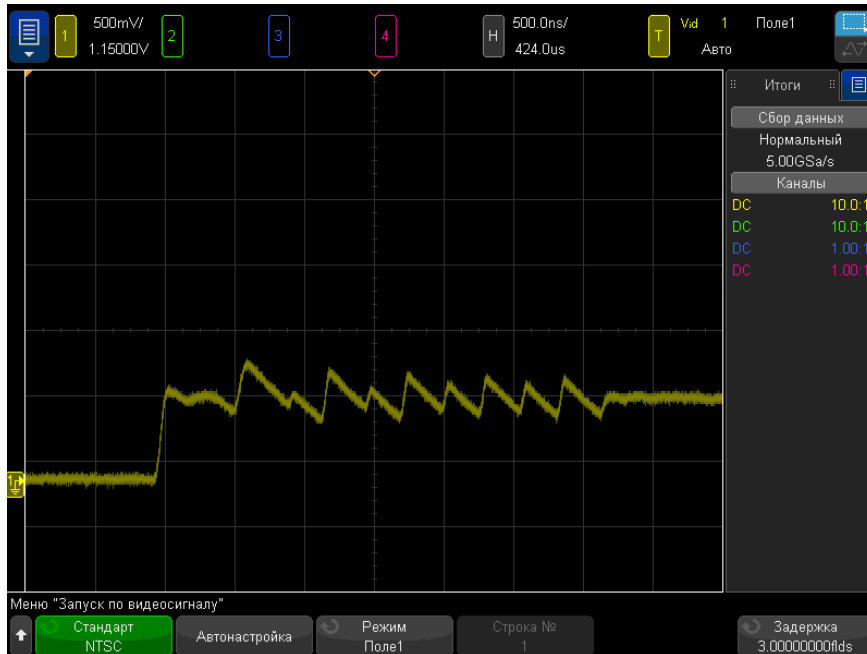 500mV/
1.15000V
1
2
3
4
H
500.0ns/
424.0us
T
Vid 1 Поле1
Авто
Итоги
Сбор данных
Нормальный
5.00GSa/s
Каналы
DC 10.0:1
DC 10.0:1
DC 1.00:1
DC 1.00:1
1
Меню "Запуск по видеосигналу"
Стандарт
NTSC
Автонастройка
Режим
Поле1
Строка №
1
Задержка
3.00000000flds